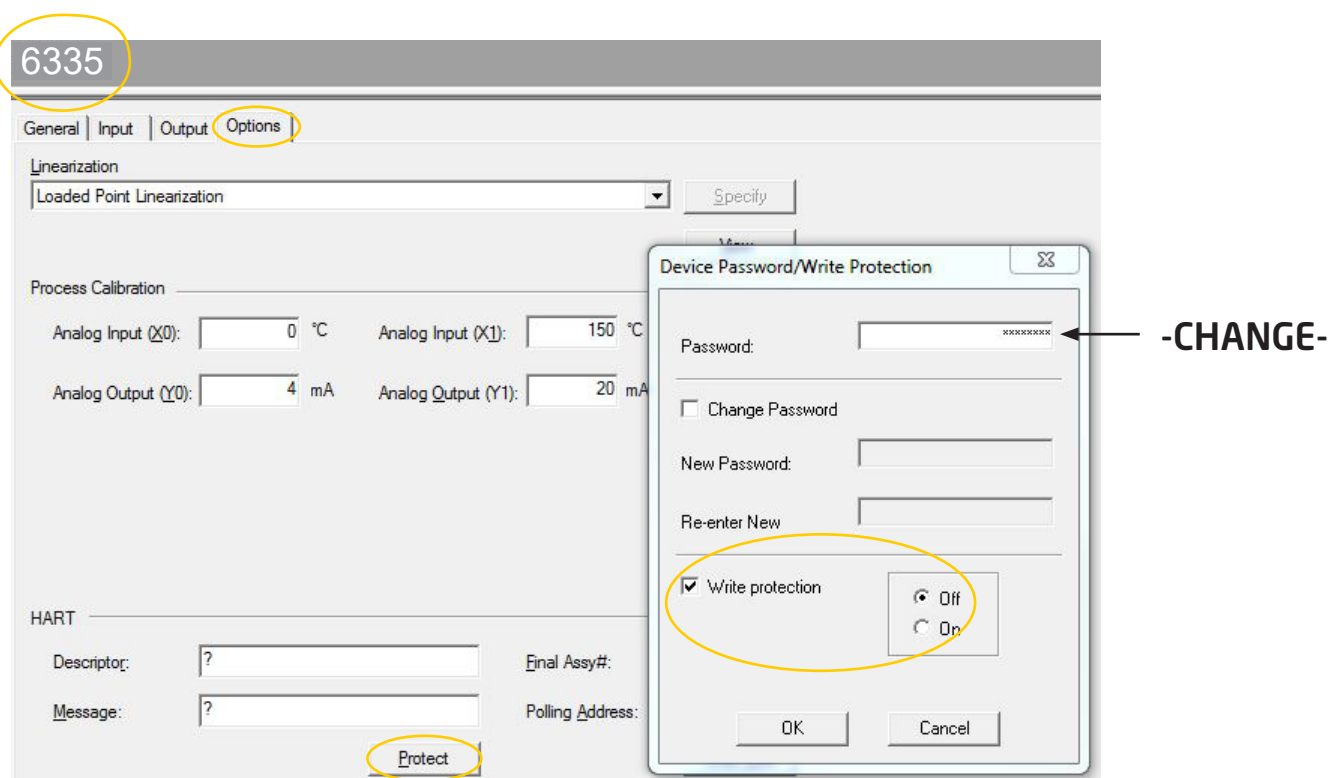 6335
General Input Output Options
Linearization
Loaded Point Linearization Specify
View
Process Calibration
Analog Input (X0): 0 °C Analog Input (X1): 150 °C
Analog Output (Y0): 4 mA Analog Output (Y1): 20 mA
HART
Descriptor: ? Final Assy#:
Message: ? Polling Address:
Protect
Device Password/Write Protection
Password: ******** -CHANGE-
Change Password
New Password:
Re-enter New
Write protection Off
On
OK Cancel